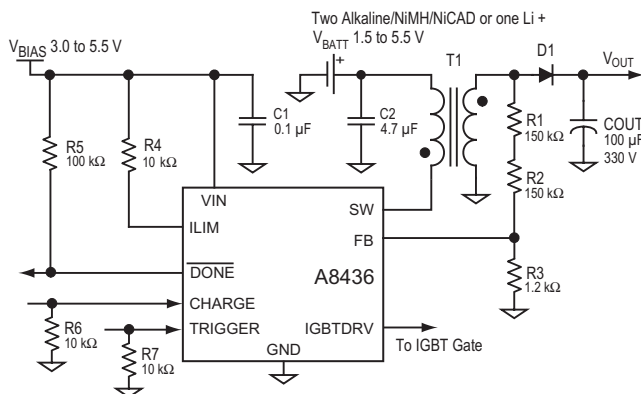 Two Alkaline/NiMH/NiCAD or one Li +
VBIAS 3.0 to 5.5 V
VBATT 1.5 to 5.5 V
+
T1
D1
VOUT
C1
0.1 µF
C2
4.7 µF
R1
150 kΩ
COUT
100 µF
330 V
R5
100 kΩ
R4
10 kΩ
R2
150 kΩ
VIN
SW
ILIM
FB
DONE
A8436
R3
1.2 kΩ
CHARGE
R6
10 kΩ
TRIGGER
IGBTDRV
To IGBT Gate
R7
10 kΩ
GND